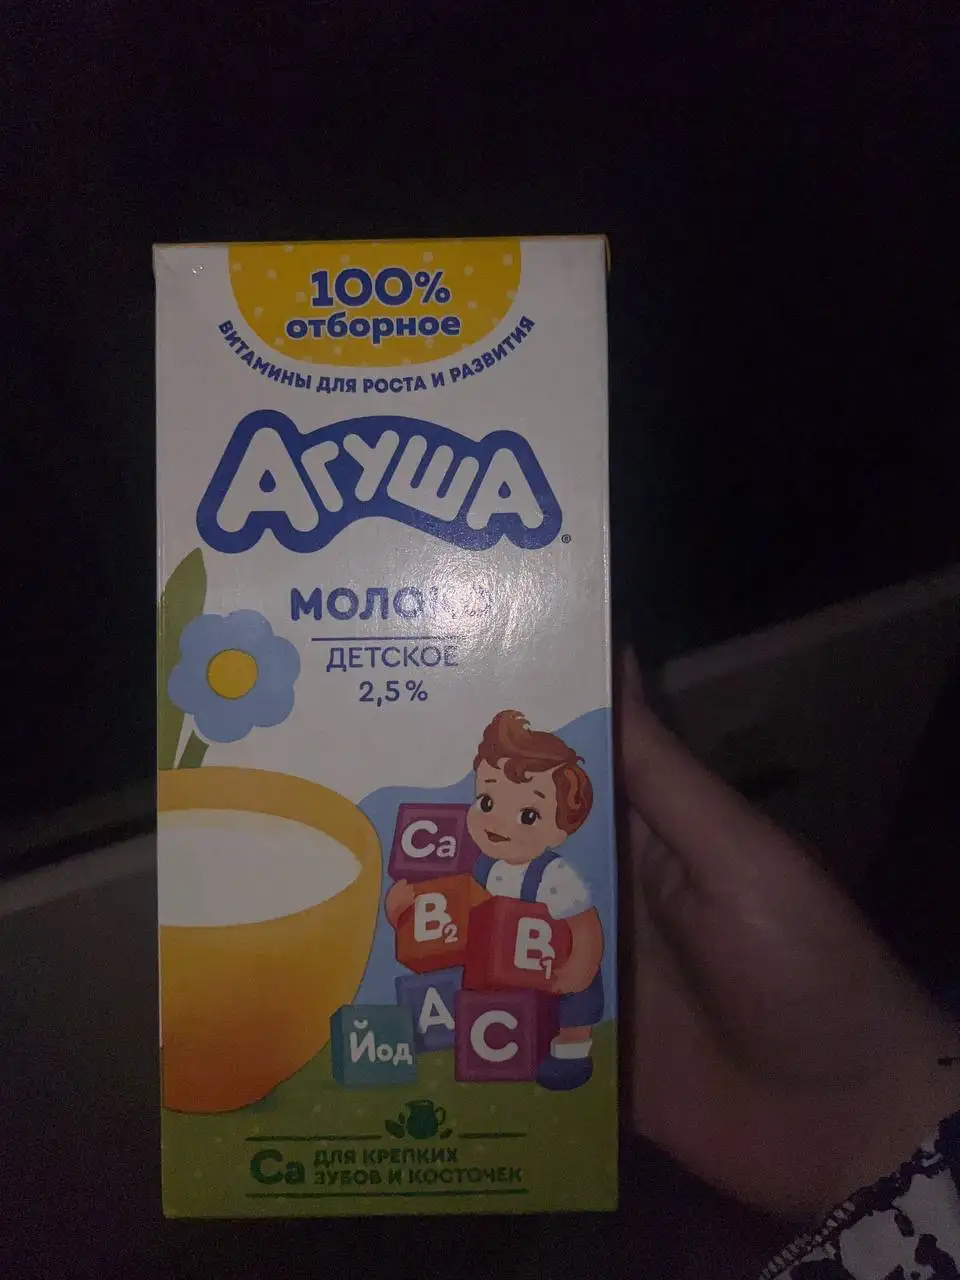 100%
отборное
ВИТАМИНЫ ДЛЯ РОСТА И РАЗВИТИЯ
АГУША
®
МОЛОКО
ДЕТСКОЕ
2,5%
Ca
B2
B1
А
C
Йод
Ca ДЛЯ КРЕПКИХ
ЗУБОВ И КОСТОЧЕК